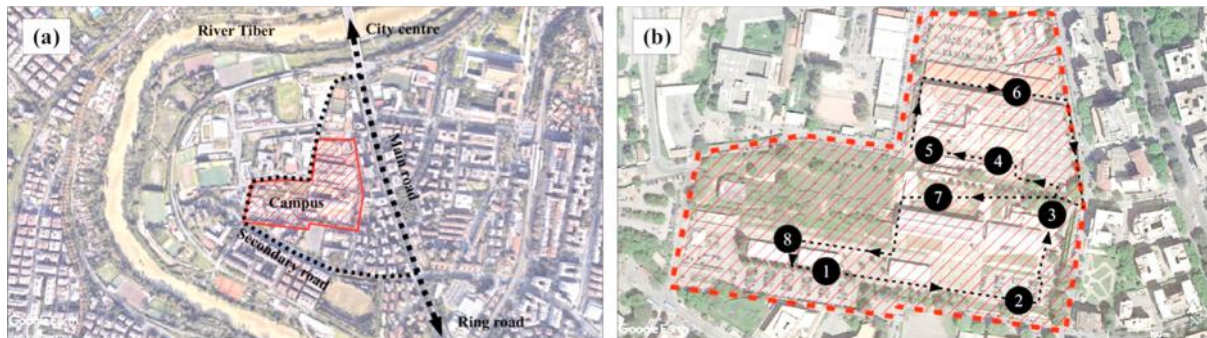 (a)
River Tiber
City centre
Main road
Campus
Secondary road
Ring road
Google Earth
(b)
6
5
4
7
3
8
1
2
Google Earth